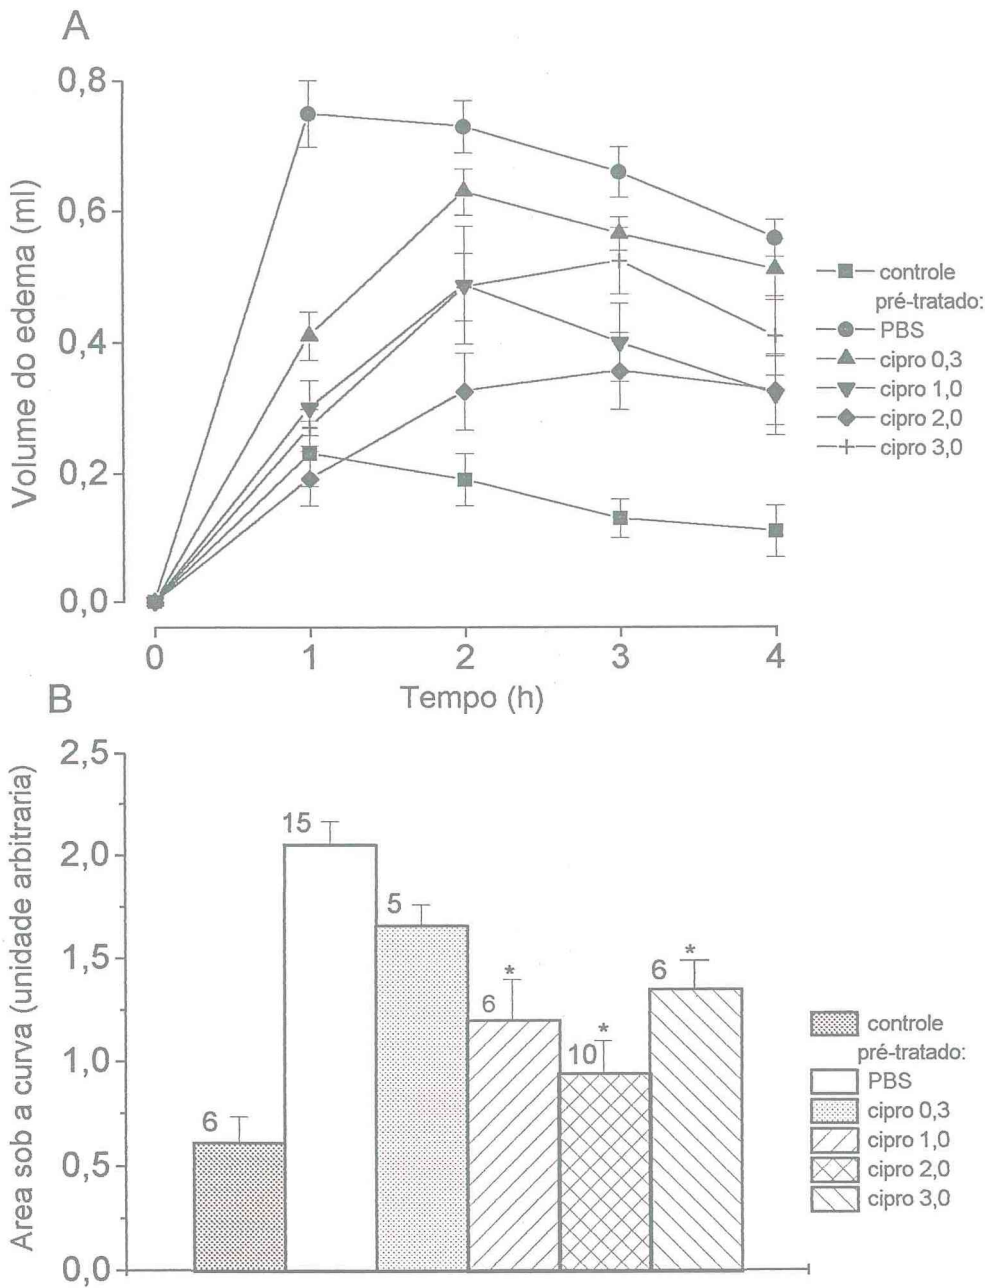 A
0,8
0,6
0,4
0,2
0,0
Volume do edema (ml)
0 1 2 3 4
Tempo (h)
controle
pré-tratado:
PBS
cipro 0,3
cipro 1,0
cipro 2,0
cipro 3,0
B
2,5
2,0
1,5
1,0
0,5
0,0
Area sob a curva (unidade arbitraria)
6
15
5
6
*
10
*
6
*
controle
pré-tratado:
PBS
cipro 0,3
cipro 1,0
cipro 2,0
cipro 3,0